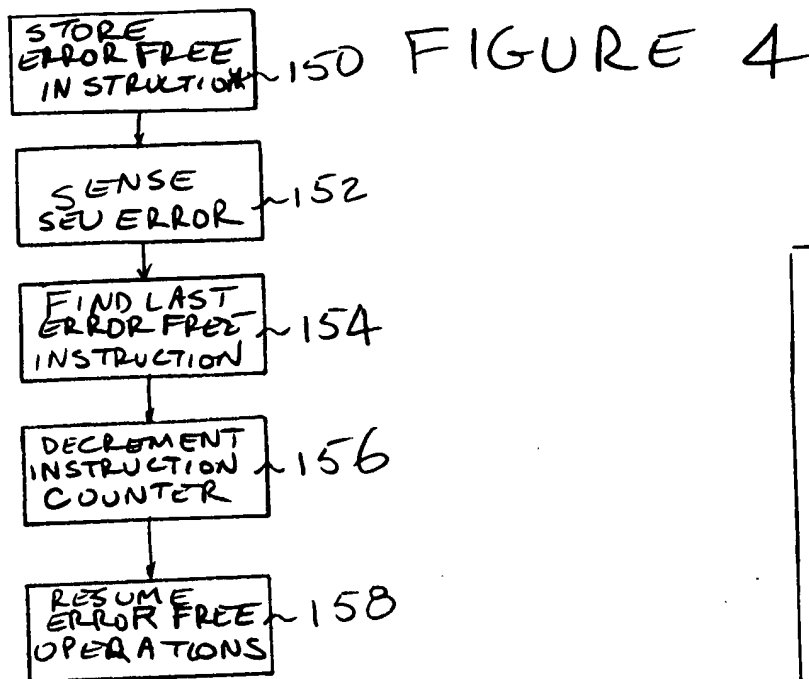 STORE
ERROR FREE
INSTRUCTION
150
FIGURE 4
SENSE
SEU ERROR
152
FIND LAST
ERROR FREE
INSTRUCTION
154
DECREMENT
INSTRUCTION
COUNTER
156
RESUME
ERROR FREE
OPERATIONS
158